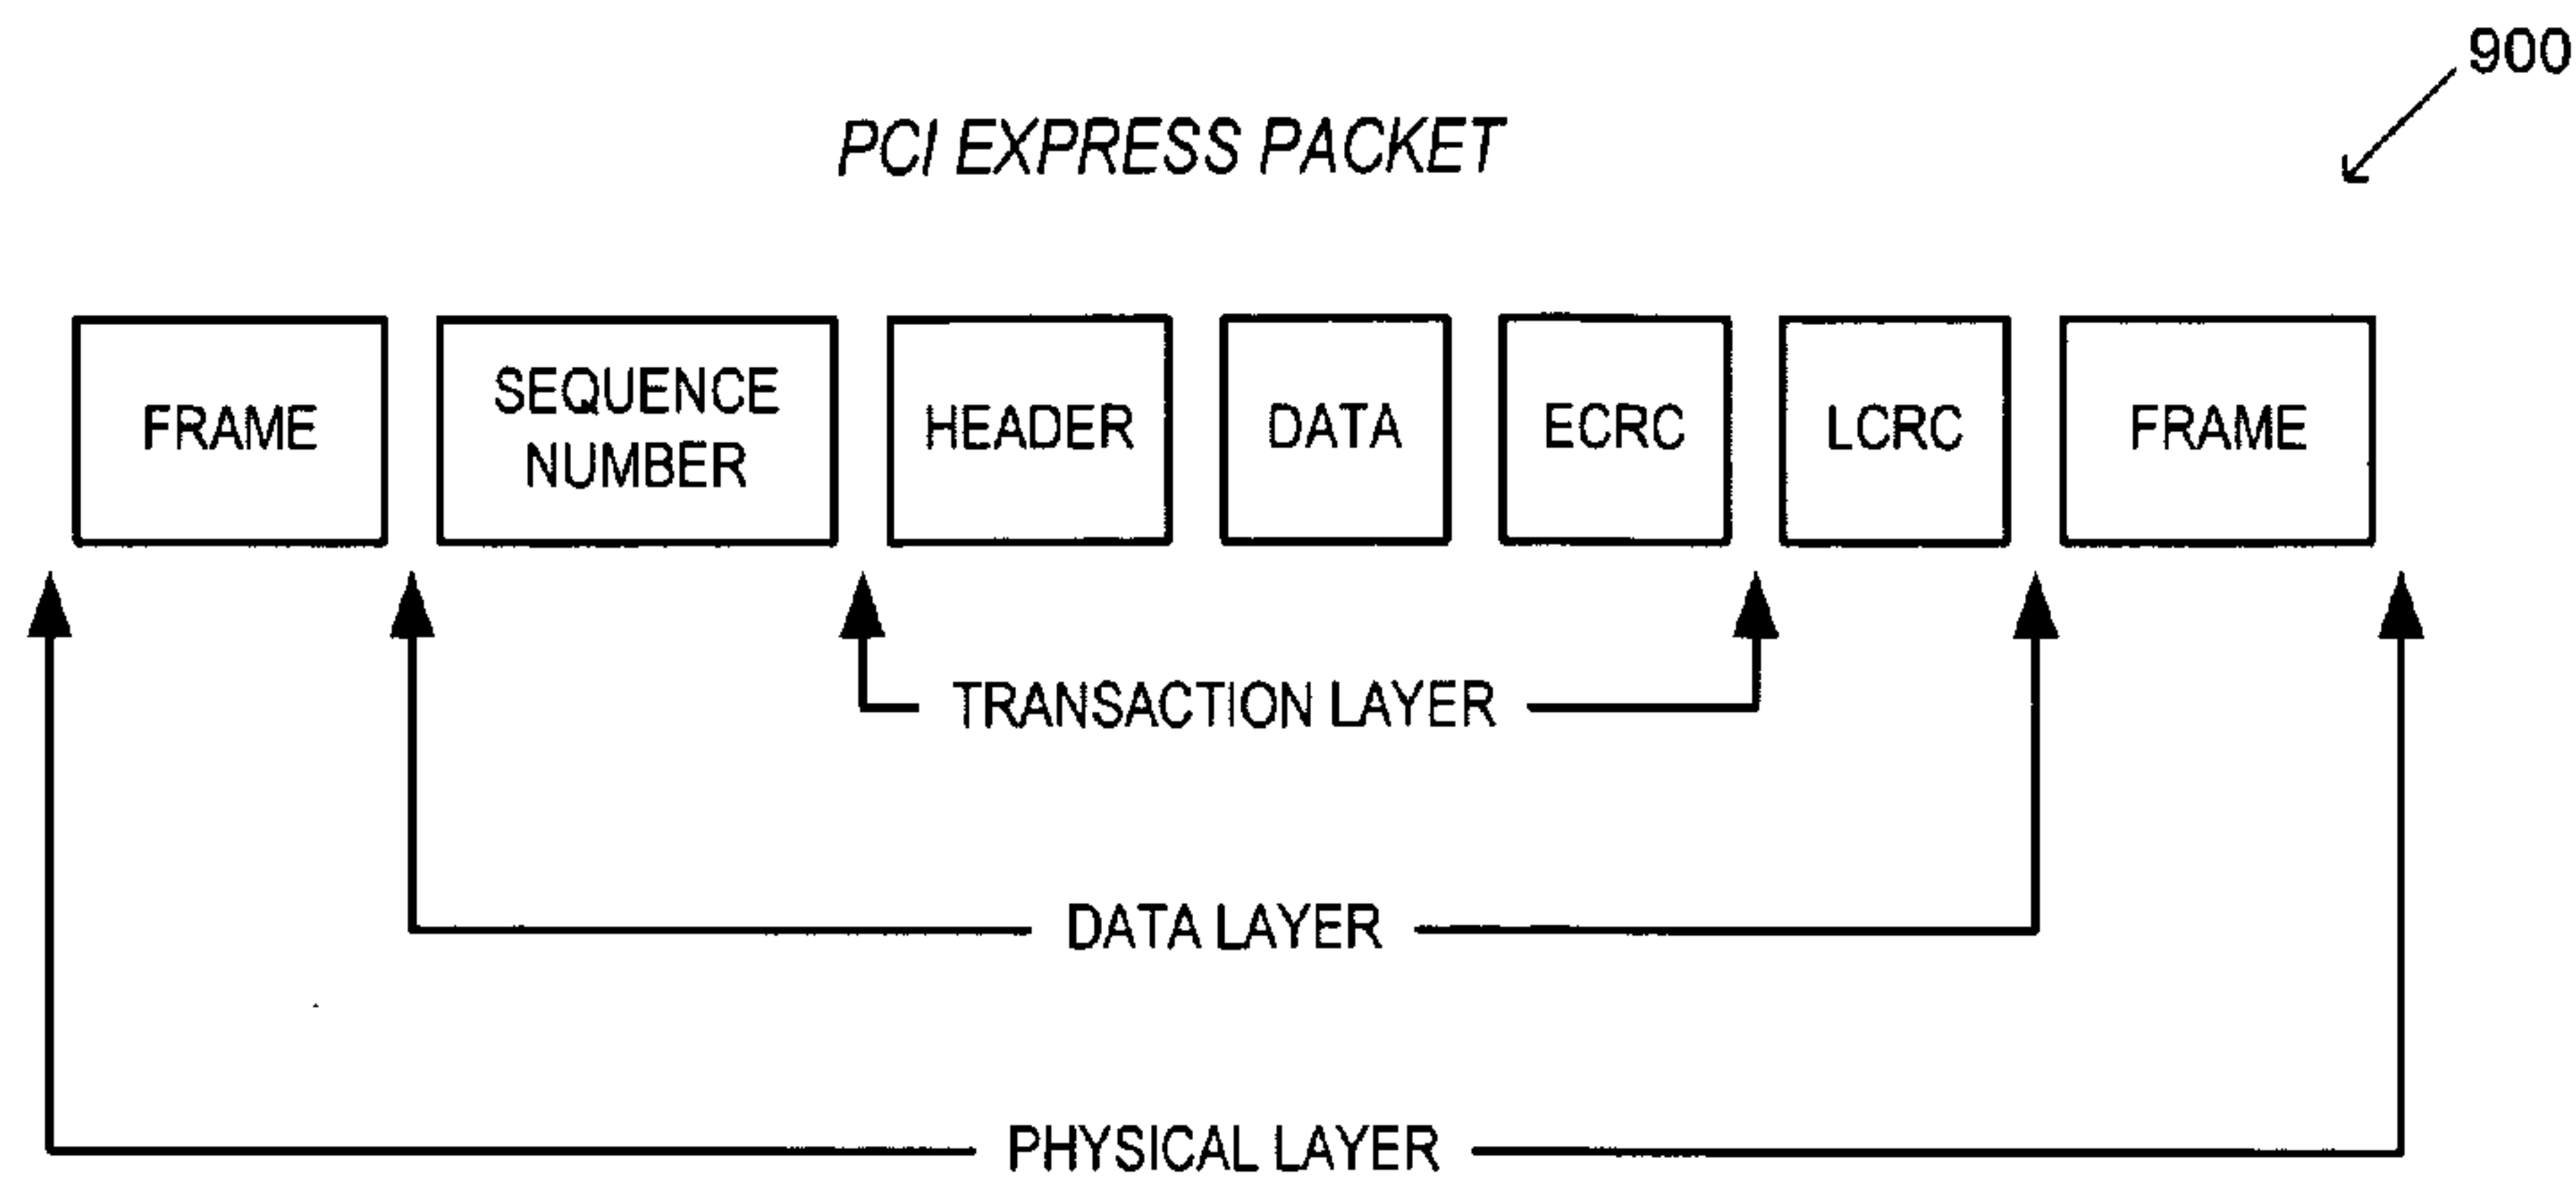 900
PCI EXPRESS PACKET
FRAME
SEQUENCE
NUMBER
HEADER
DATA
ECRC
LCRC
FRAME
TRANSACTION LAYER
DATA LAYER
PHYSICAL LAYER